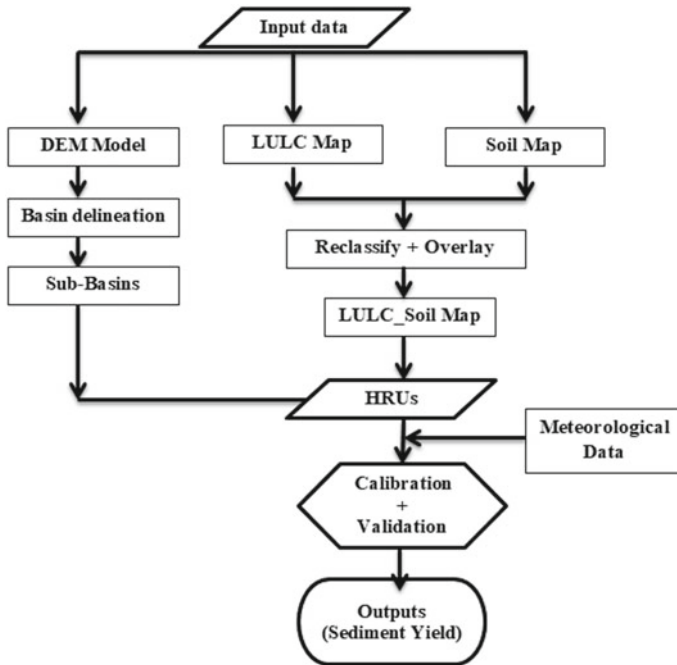 Input data
DEM Model
LULC Map
Soil Map
Basin delineation
Reclassify + Overlay
Sub-Basins
LULC_Soil Map
HRUs
Meteorological
Data
Calibration
+
Validation
Outputs
(Sediment Yield)